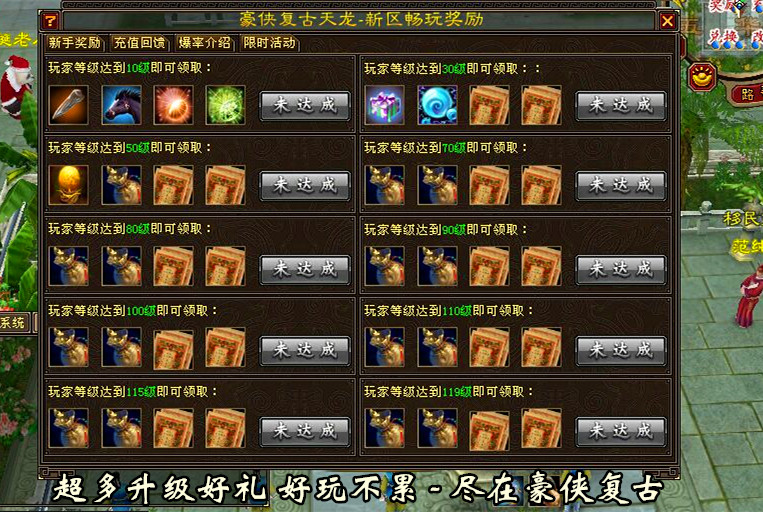 豪侠复古天龙-新区畅玩奖励
新手奖励 充值回馈 爆率介绍 限时活动
玩家等级达到10级即可领取：
未达成
玩家等级达到30级即可领取：：
未达成
玩家等级达到50级即可领取：
未达成
玩家等级达到70级即可领取：
未达成
玩家等级达到80级即可领取：
未达成
玩家等级达到90级即可领取：
未达成
玩家等级达到100级即可领取：
未达成
玩家等级达到110级即可领取：
未达成
玩家等级达到115级即可领取：
未达成
玩家等级达到119级即可领取：
未达成
兑换
路
移民
系统
超多升级好礼 好玩不累 - 尽在豪侠复古